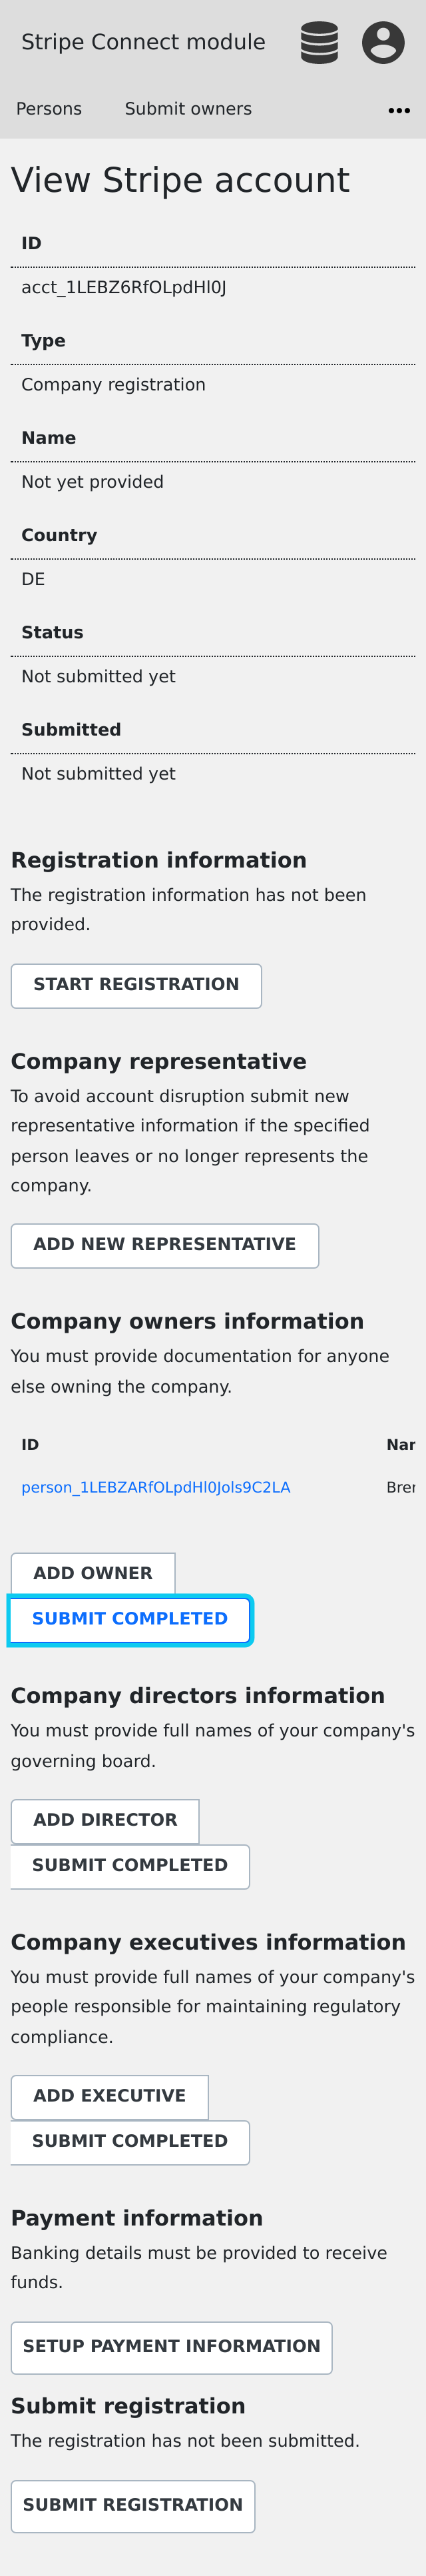 Stripe Connect module
Persons
Submit owners
View Stripe account
ID
acct_1LEBZ6RfOLpdHl0J
Type
Company registration
Name
Not yet provided
Country
DE
Status
Not submitted yet
Submitted
Not submitted yet
Registration information
The registration information has not been
provided.
START REGISTRATION
Company representative
To avoid account disruption submit new
representative information if the specified
person leaves or no longer represents the
company.
ADD NEW REPRESENTATIVE
Company owners information
You must provide documentation for anyone
else owning the company.
ID Nar
person_1LEBZARfOLpdHl0Jols9C2LA Brer
ADD OWNER
SUBMIT COMPLETED
Company directors information
You must provide full names of your company's
governing board.
ADD DIRECTOR
SUBMIT COMPLETED
Company executives information
You must provide full names of your company's
people responsible for maintaining regulatory
compliance.
ADD EXECUTIVE
SUBMIT COMPLETED
Payment information
Banking details must be provided to receive
funds.
SETUP PAYMENT INFORMATION
Submit registration
The registration has not been submitted.
SUBMIT REGISTRATION